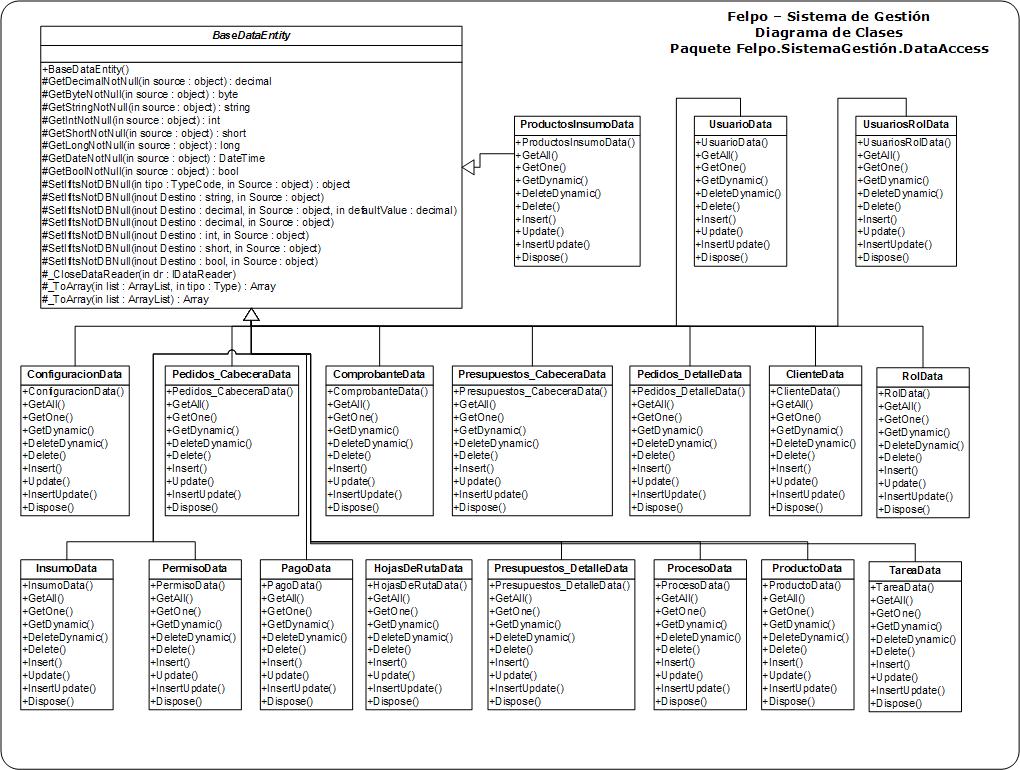 Felpo – Sistema de Gestión
Diagrama de Clases
Paquete Felpo.SistemaGestión.DataAccess
BaseDataEntity
+BaseDataEntity()
#GetDecimalNotNull(in source : object) : decimal
#GetByteNotNull(in source : object) : byte
#GetStringNotNull(in source : object) : string
#GetIntNotNull(in source : object) : int
#GetShortNotNull(in source : object) : short
#GetLongNotNull(in source : object) : long
#GetDateNotNull(in source : object) : DateTime
#GetBoolNotNull(in source : object) : bool
#SetIfItsNotDBNull(in tipo : TypeCode, in Source : object) : object
#SetIfItsNotDBNull(inout Destino : string, in Source : object)
#SetIfItsNotDBNull(inout Destino : decimal, in Source : object, in defaultValue : decimal)
#SetIfItsNotDBNull(inout Destino : decimal, in Source : object)
#SetIfItsNotDBNull(inout Destino : int, in Source : object)
#SetIfItsNotDBNull(inout Destino : short, in Source : object)
#SetIfItsNotDBNull(inout Destino : bool, in Source : object)
#_CloseDataReader(in dr : IDataReader)
#_ToArray(in list : ArrayList, in tipo : Type) : Array
#_ToArray(in list : ArrayList) : Array
ProductosInsumoData
+ProductosInsumoData()
+GetAll()
+GetOne()
+GetDynamic()
+DeleteDynamic()
+Delete()
+Insert()
+Update()
+InsertUpdate()
+Dispose()
UsuarioData
+UsuarioData()
+GetAll()
+GetOne()
+GetDynamic()
+DeleteDynamic()
+Delete()
+Insert()
+Update()
+InsertUpdate()
+Dispose()
UsuariosRolData
+UsuariosRolData()
+GetAll()
+GetOne()
+GetDynamic()
+DeleteDynamic()
+Delete()
+Insert()
+Update()
+InsertUpdate()
+Dispose()
ConfiguracionData
+ConfiguracionData()
+GetAll()
+GetOne()
+GetDynamic()
+DeleteDynamic()
+Delete()
+Insert()
+Update()
+InsertUpdate()
+Dispose()
Pedidos_CabeceraData
+Pedidos_CabeceraData()
+GetAll()
+GetOne()
+GetDynamic()
+DeleteDynamic()
+Delete()
+Insert()
+Update()
+InsertUpdate()
+Dispose()
ComprobanteData
+ComprobanteData()
+GetAll()
+GetOne()
+GetDynamic()
+DeleteDynamic()
+Delete()
+Insert()
+Update()
+InsertUpdate()
+Dispose()
Presupuestos_CabeceraData
+Presupuestos_CabeceraData()
+GetAll()
+GetOne()
+GetDynamic()
+DeleteDynamic()
+Delete()
+Insert()
+Update()
+InsertUpdate()
+Dispose()
Pedidos_DetalleData
+Pedidos_DetalleData()
+GetAll()
+GetOne()
+GetDynamic()
+DeleteDynamic()
+Delete()
+Insert()
+Update()
+InsertUpdate()
+Dispose()
ClienteData
+ClienteData()
+GetAll()
+GetOne()
+GetDynamic()
+DeleteDynamic()
+Delete()
+Insert()
+Update()
+InsertUpdate()
+Dispose()
RolData
+RolData()
+GetAll()
+GetOne()
+GetDynamic()
+DeleteDynamic()
+Delete()
+Insert()
+Update()
+InsertUpdate()
+Dispose()
InsumoData
+InsumoData()
+GetAll()
+GetOne()
+GetDynamic()
+DeleteDynamic()
+Delete()
+Insert()
+Update()
+InsertUpdate()
+Dispose()
PermisoData
+PermisoData()
+GetAll()
+GetOne()
+GetDynamic()
+DeleteDynamic()
+Delete()
+Insert()
+Update()
+InsertUpdate()
+Dispose()
PagoData
+PagoData()
+GetAll()
+GetOne()
+GetDynamic()
+DeleteDynamic()
+Delete()
+Insert()
+Update()
+InsertUpdate()
+Dispose()
HojasDeRutaData
+HojasDeRutaData()
+GetAll()
+GetOne()
+GetDynamic()
+DeleteDynamic()
+Delete()
+Insert()
+Update()
+InsertUpdate()
+Dispose()
Presupuestos_DetalleData
+Presupuestos_DetalleData()
+GetAll()
+GetOne()
+GetDynamic()
+DeleteDynamic()
+Delete()
+Insert()
+Update()
+InsertUpdate()
+Dispose()
ProcesoData
+ProcesoData()
+GetAll()
+GetOne()
+GetDynamic()
+DeleteDynamic()
+Delete()
+Insert()
+Update()
+InsertUpdate()
+Dispose()
ProductoData
+ProductoData()
+GetAll()
+GetOne()
+GetDynamic()
+DeleteDynamic()
+Delete()
+Insert()
+Update()
+InsertUpdate()
+Dispose()
TareaData
+TareaData()
+GetAll()
+GetOne()
+GetDynamic()
+DeleteDynamic()
+Delete()
+Insert()
+Update()
+InsertUpdate()
+Dispose()